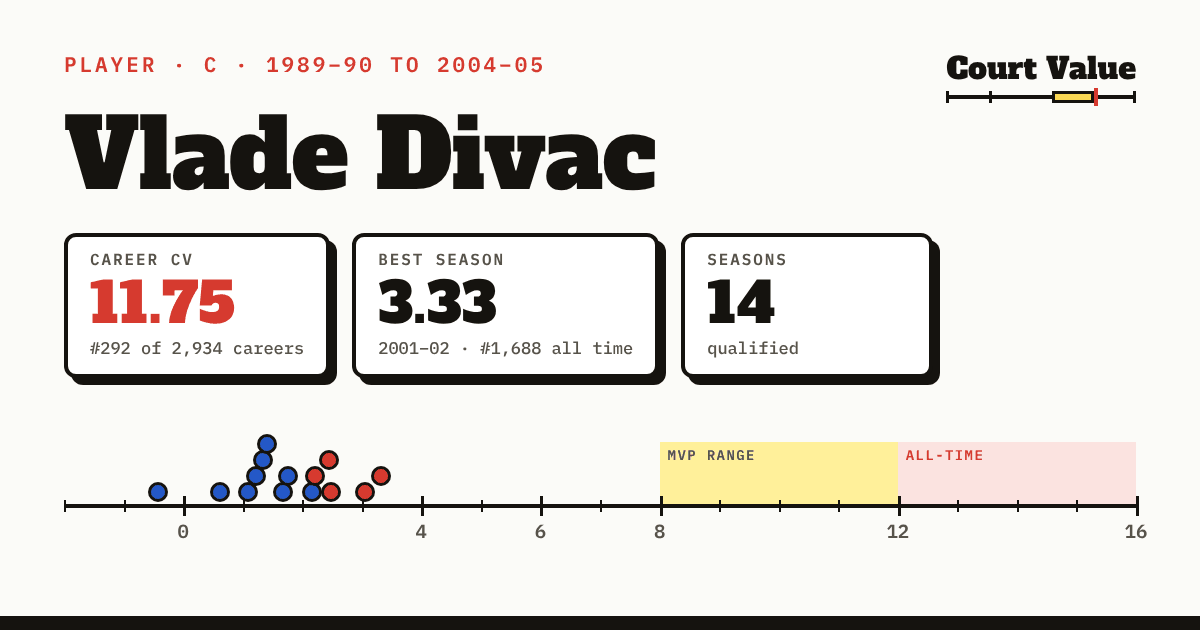 PLAYER · C · 1989–90 TO 2004–05
Court Value
Vlade Divac
CAREER CV
11.75
#292 of 2,934 careers
BEST SEASON
3.33
2001–02 · #1,688 all time
SEASONS
14
qualified
MVP RANGE
ALL-TIME
0
4
6
8
12
16